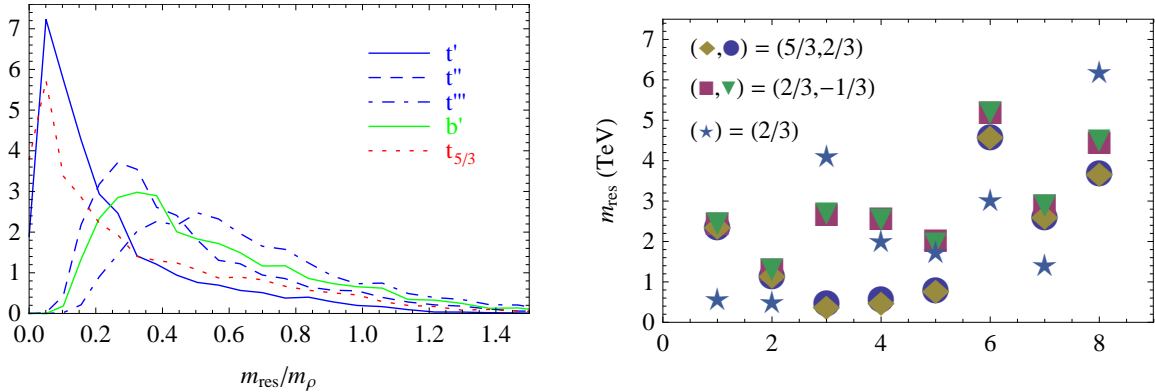 7
6
5
4
3
2
1
0
0.0 0.2 0.4 0.6 0.8 1.0 1.2 1.4
m_res/m_ρ
t'
t''
t'''
b'
t_5/3
7
6
5
4
3
2
1
0
0 2 4 6 8
m_res (TeV)
(◆,●) = (5/3,2/3)
(■,▼) = (2/3,−1/3)
(★) = (2/3)